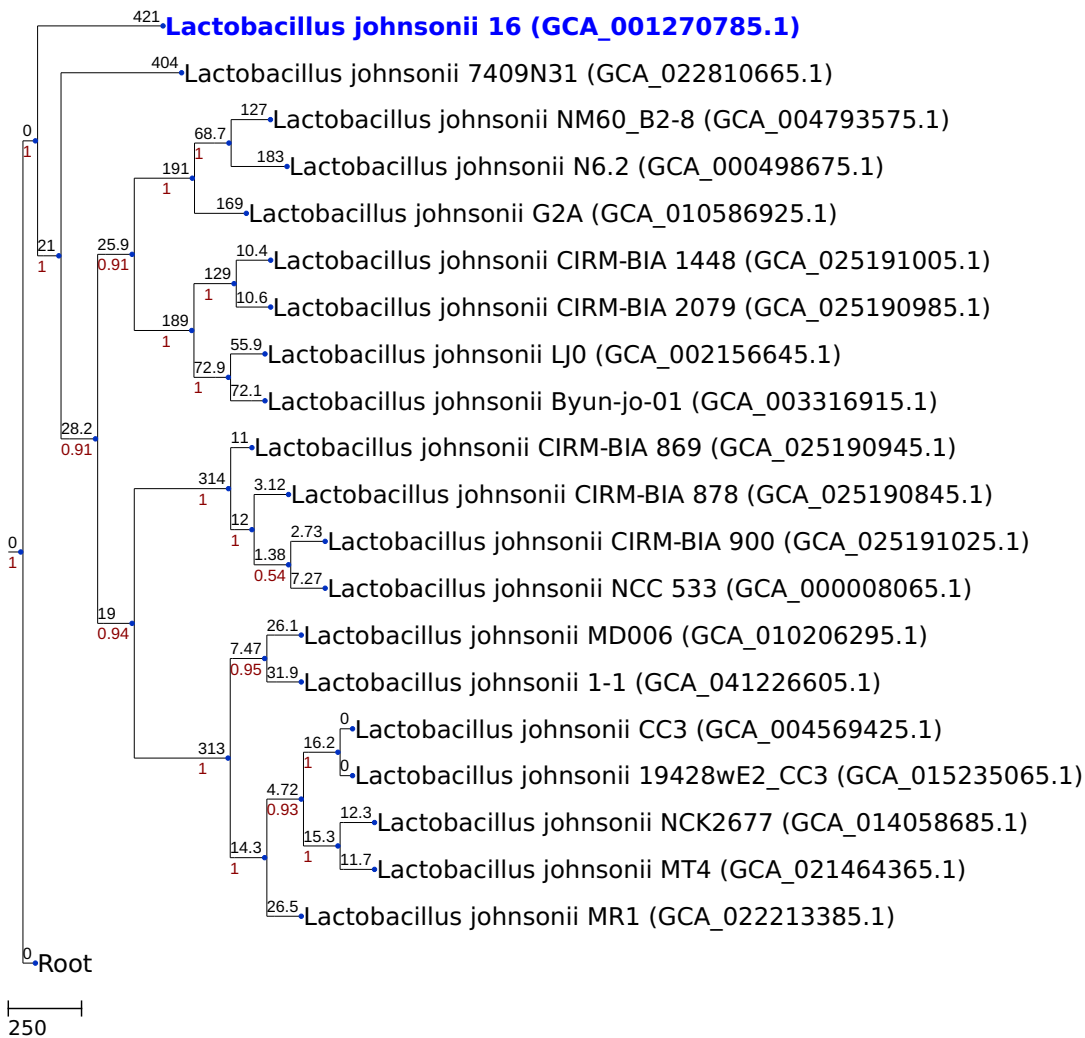 421 Lactobacillus johnsonii 16 (GCA_001270785.1)
404 Lactobacillus johnsonii 7409N31 (GCA_022810665.1)
127 Lactobacillus johnsonii NM60_B2-8 (GCA_004793575.1)
0
68.7
1
1
183 Lactobacillus johnsonii N6.2 (GCA_000498675.1)
191
1
169 Lactobacillus johnsonii G2A (GCA_010586925.1)
21
1
25.9
0.91
10.4 Lactobacillus johnsonii CIRM-BIA 1448 (GCA_025191005.1)
129
1
10.6 Lactobacillus johnsonii CIRM-BIA 2079 (GCA_025190985.1)
189
1
55.9 Lactobacillus johnsonii LJ0 (GCA_002156645.1)
72.9
1
72.1 Lactobacillus johnsonii Byun-jo-01 (GCA_003316915.1)
28.2
0.91
11 Lactobacillus johnsonii CIRM-BIA 869 (GCA_025190945.1)
314
1
3.12 Lactobacillus johnsonii CIRM-BIA 878 (GCA_025190845.1)
12
1
2.73 Lactobacillus johnsonii CIRM-BIA 900 (GCA_025191025.1)
0
1
1.38
0.54
7.27 Lactobacillus johnsonii NCC 533 (GCA_000008065.1)
19
0.94
26.1 Lactobacillus johnsonii MD006 (GCA_010206295.1)
7.47
0.95
31.9 Lactobacillus johnsonii 1-1 (GCA_041226605.1)
0 Lactobacillus johnsonii CC3 (GCA_004569425.1)
313
1
16.2
1
0 Lactobacillus johnsonii 19428wE2_CC3 (GCA_015235065.1)
4.72
0.93
12.3 Lactobacillus johnsonii NCK2677 (GCA_014058685.1)
15.3
1
14.3
1
11.7 Lactobacillus johnsonii MT4 (GCA_021464365.1)
26.5 Lactobacillus johnsonii MR1 (GCA_022213385.1)
0 Root
250